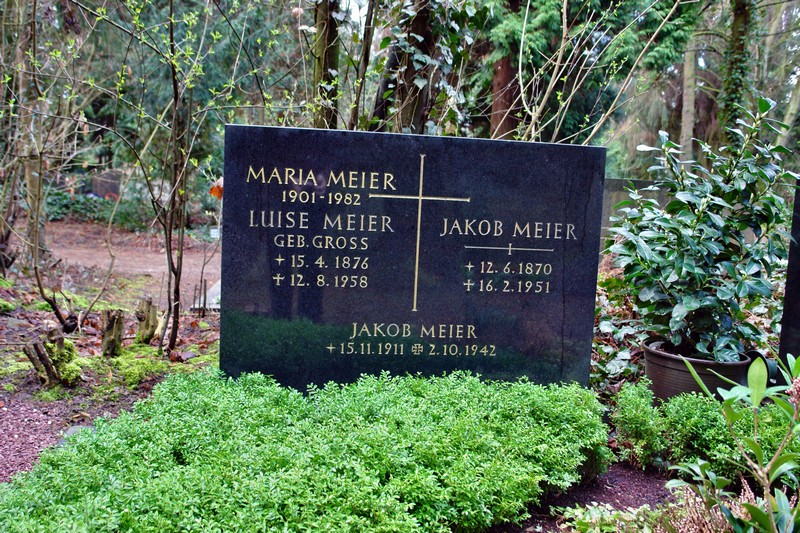 MARIA MEIER
1901-1982
LUISE MEIER
GEB. GROSS
+ 15. 4. 1876
+ 12. 8. 1958
JAKOB MEIER
+ 12. 6. 1870
+ 16. 2. 1951
JAKOB MEIER
+ 15. 11. 1911 ✠ 2. 10. 1942